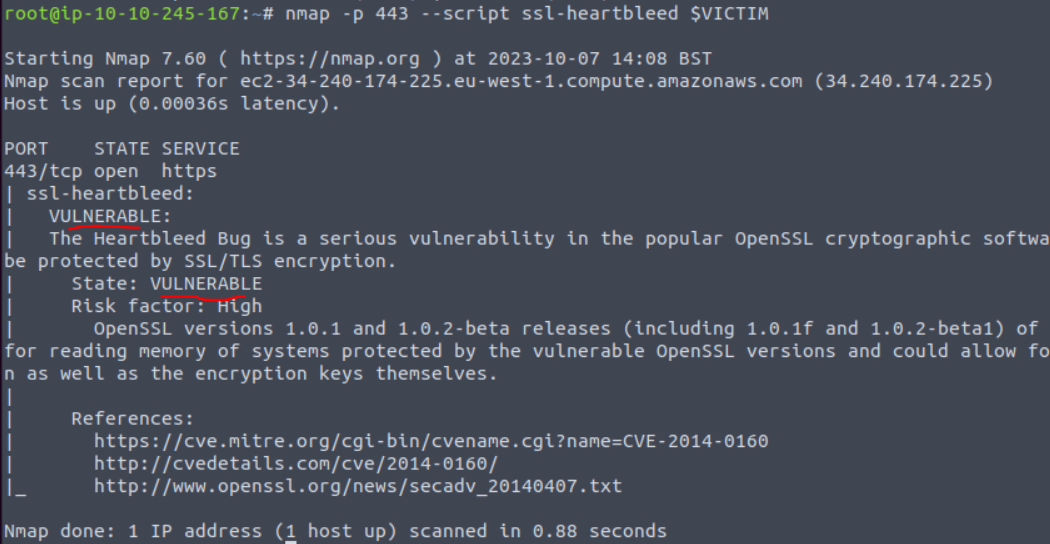 root@ip-10-10-245-167:~# nmap -p 443 --script ssl-heartbleed $VICTIM
Starting Nmap 7.60 ( https://nmap.org ) at 2023-10-07 14:08 BST
Nmap scan report for ec2-34-240-174-225.eu-west-1.compute.amazonaws.com (34.240.174.225)
Host is up (0.00036s latency).
PORT    STATE SERVICE
443/tcp open  https
| ssl-heartbleed:
|   VULNERABLE:
|   The Heartbleed Bug is a serious vulnerability in the popular OpenSSL cryptographic softwa
be protected by SSL/TLS encryption.
|     State: VULNERABLE
|     Risk factor: High
|       OpenSSL versions 1.0.1 and 1.0.2-beta releases (including 1.0.1f and 1.0.2-beta1) of
for reading memory of systems protected by the vulnerable OpenSSL versions and could allow fo
n as well as the encryption keys themselves.
|
|     References:
|       https://cve.mitre.org/cgi-bin/cvename.cgi?name=CVE-2014-0160
|       http://cvedetails.com/cve/2014-0160/
|_      http://www.openssl.org/news/secadv_20140407.txt
Nmap done: 1 IP address (1 host up) scanned in 0.88 seconds